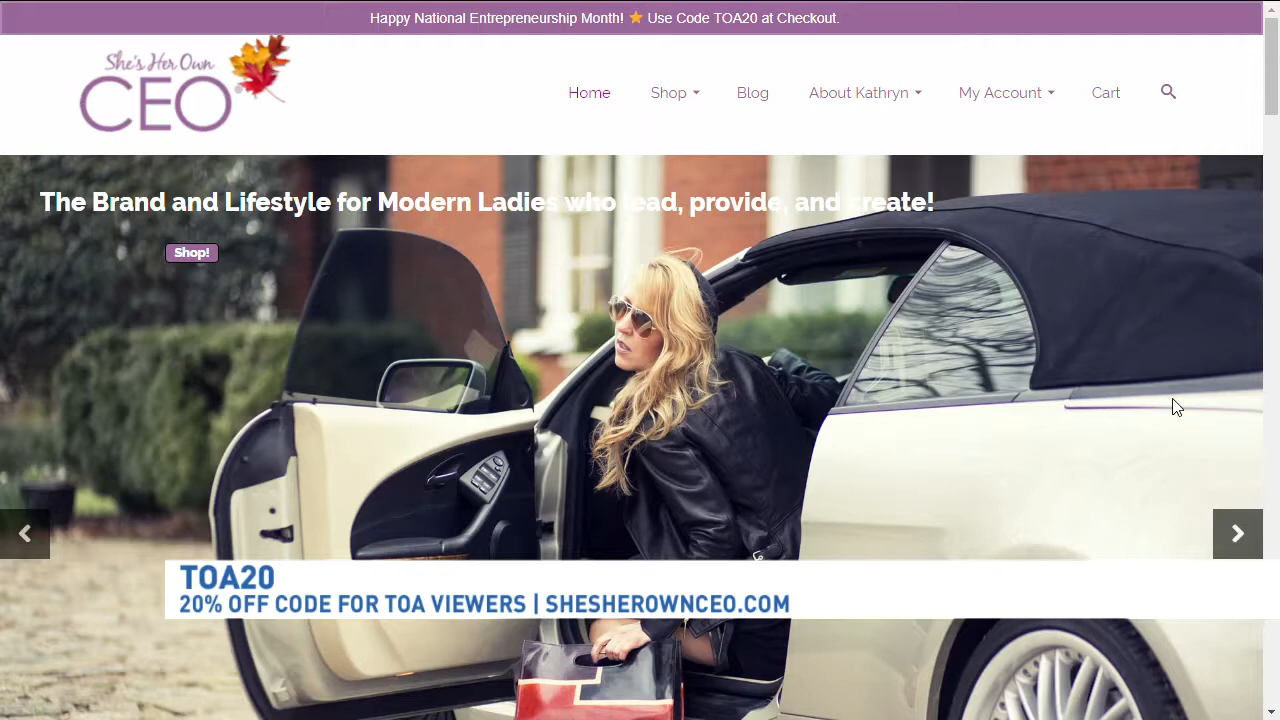 Happy National Entrepreneurship Month! ⭐ Use Code TOA20 at Checkout.
She's Her Own
CEO
Home Shop Blog About Kathryn My Account Cart
The Brand and Lifestyle for Modern Ladies who lead, provide, and create!
Shop!
TOA20
20% OFF CODE FOR TOA VIEWERS | SHESHEROWNCEO.COM